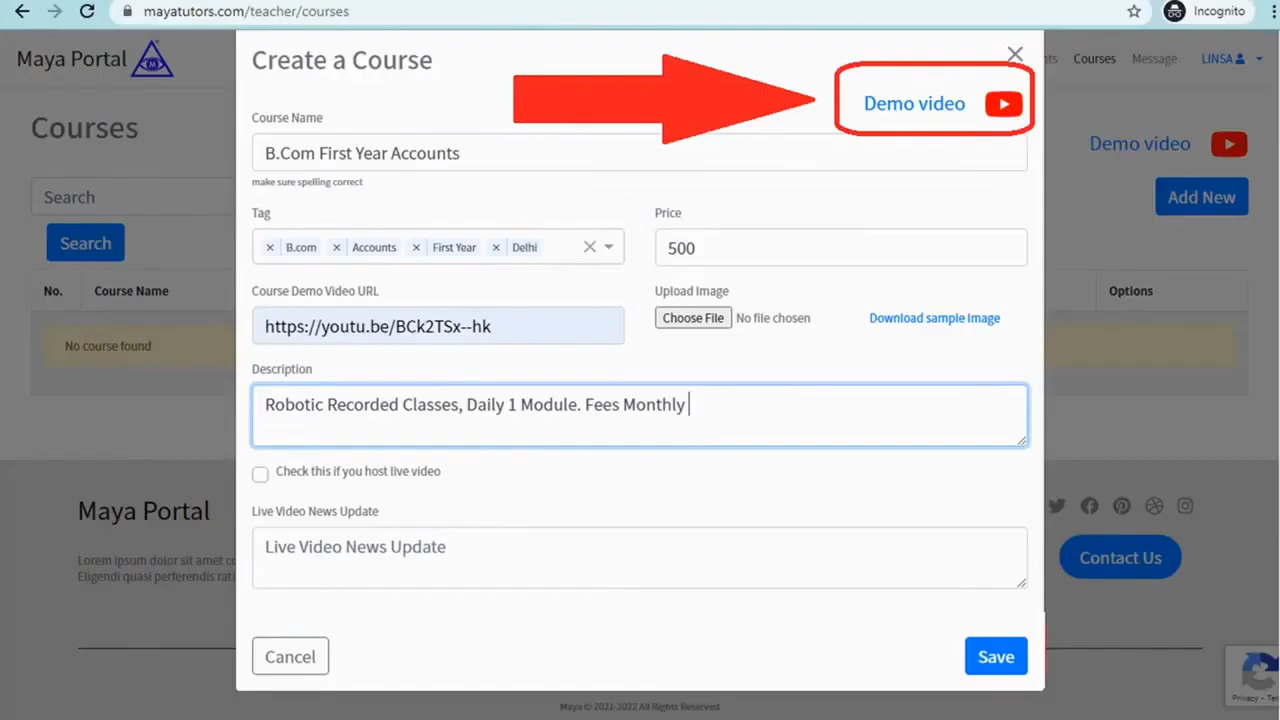 mayatutors.com/teacher/courses
Incognito
Maya Portal
Courses
Message
LINSA
Create a Course
Demo video
Courses
Demo video
Course Name
B.Com First Year Accounts
make sure spelling correct
Search
Add New
Tag
Price
B.com
Accounts
First Year
Delhi
500
Search
Course Demo Video URL
Upload Image
No.
Course Name
Options
https://youtu.be/BCk2TSx--hk
Choose File
No file chosen
Download sample Image
No course found
Description
Robotic Recorded Classes, Daily 1 Module. Fees Monthly
Check this if you host live video
Maya Portal
Live Video News Update
Live Video News Update
Lorem ipsum dolor sit amet
Eligendi quasi perferendis
Contact Us
Cancel
Save
Privacy
Maya © 2021-2022 All Rights Reserved